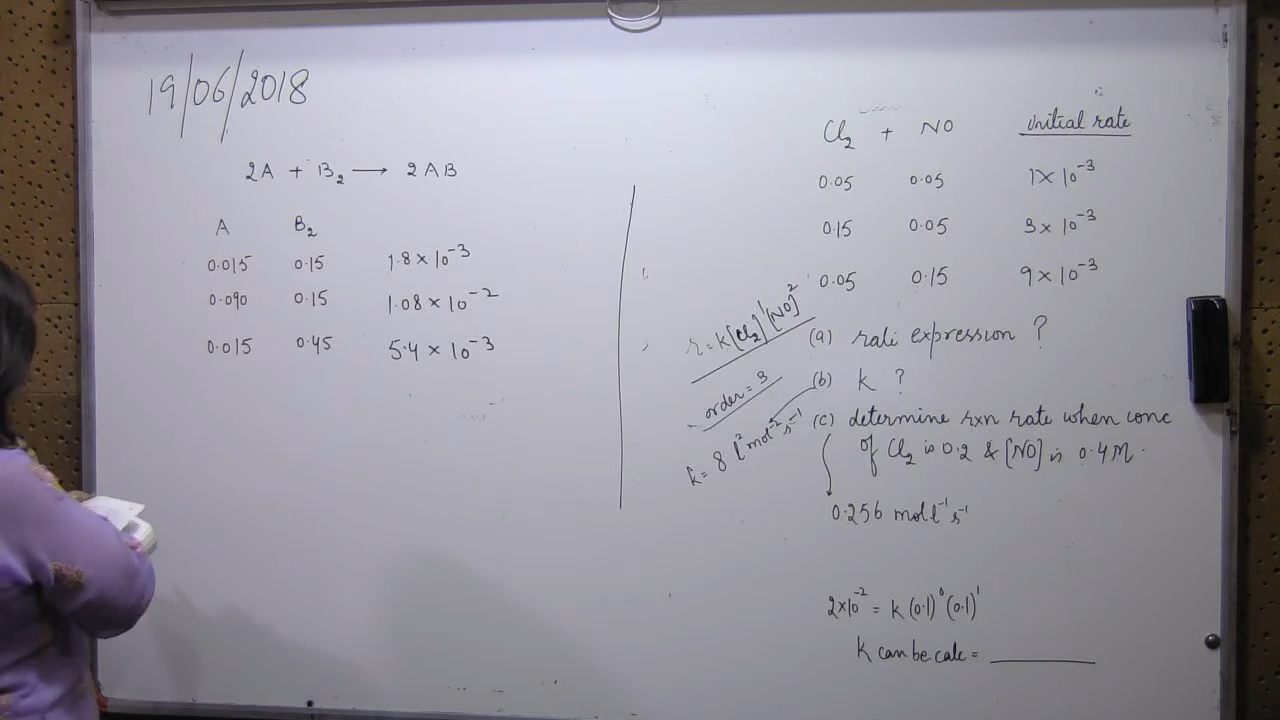 19/06/2018
2A + B₂ ⟶ 2AB
A B₂
0.015 0.15 1.8 × 10⁻³
0.090 0.15 1.08 × 10⁻²
0.015 0.45 5.4 × 10⁻³
Cl₂ + NO initial rate
0.05 0.05 1× 10⁻³
0.15 0.05 3× 10⁻³
0.05 0.15 9× 10⁻³
r = k[Cl₂]¹[NO]²
order = 3
k = 8 l² mol⁻² s⁻¹
(a) rate expression ?
(b) k ?
(c) determine rxn rate when conc
of Cl₂ is 0.2 & [NO] is 0.4 M.
0.256 mol l⁻¹ s⁻¹
2×10⁻² = k (0.1)⁰ (0.1)¹
k can be calc = ________